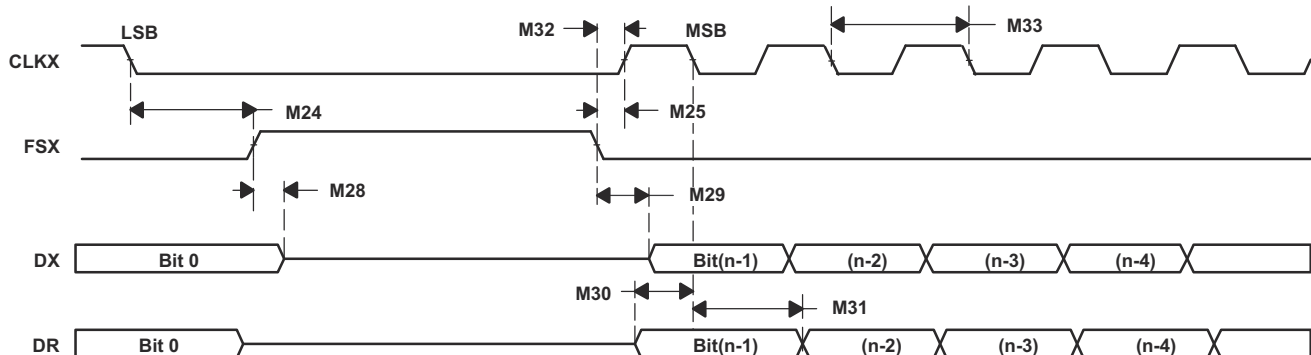 LSB
M32
MSB
M33
CLKX
M24
M25
FSX
M28
M29
DX
Bit 0
Bit(n-1)
(n-2)
(n-3)
(n-4)
M30
M31
DR
Bit 0
Bit(n-1)
(n-2)
(n-3)
(n-4)